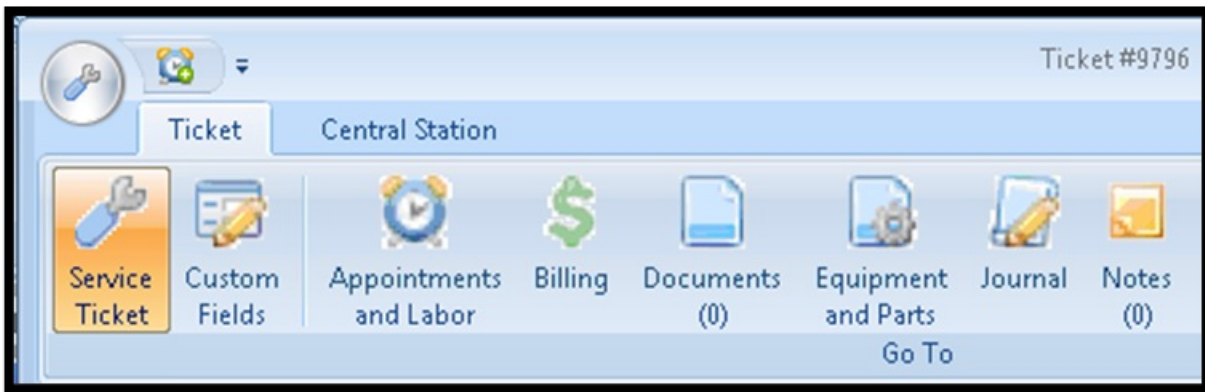 Ticket #9796
Ticket
Central Station
Service Ticket
Custom Fields
Appointments and Labor
Billing
Documents (0)
Equipment and Parts
Journal
Notes (0)
Go To